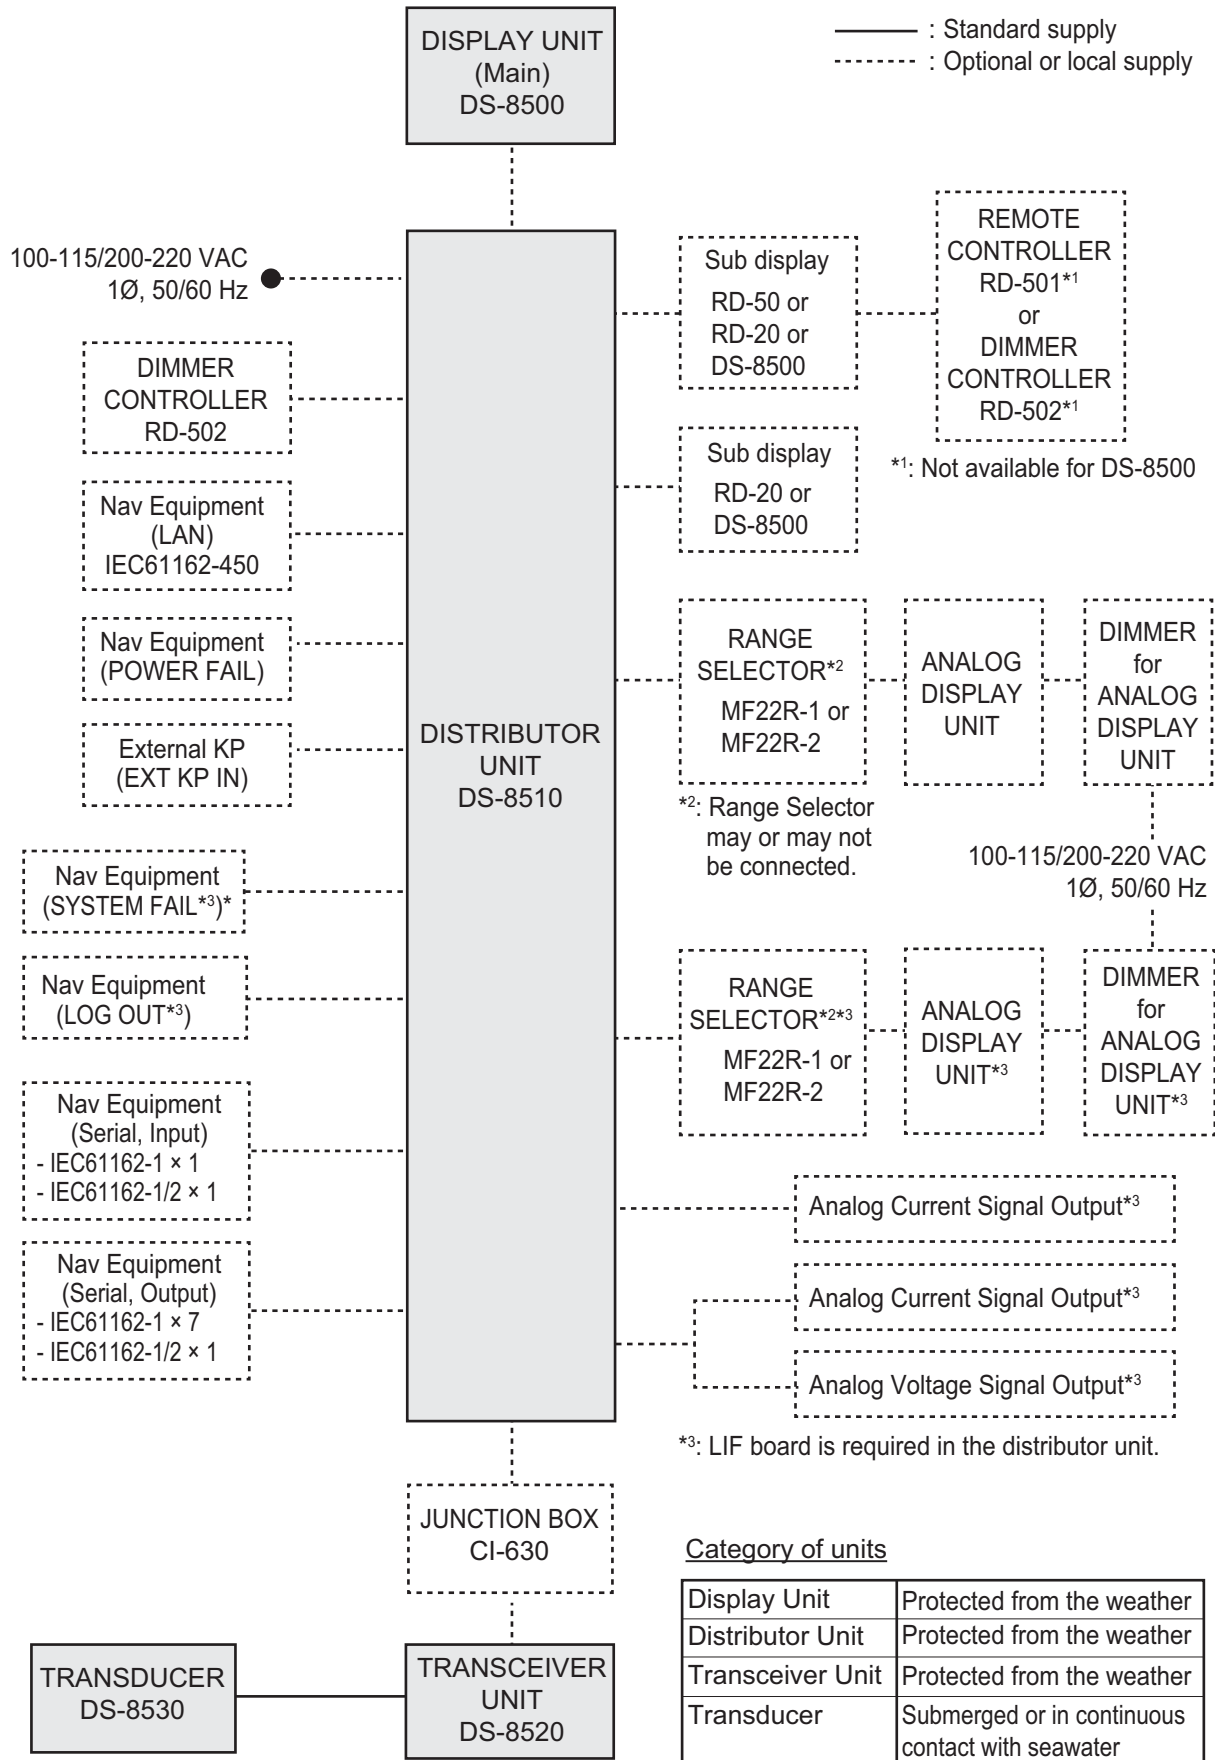 DISPLAY UNIT
(Main)
DS-8500
: Standard supply
: Optional or local supply
100-115/200-220 VAC
1Ø, 50/60 Hz
DIMMER
CONTROLLER
RD-502
Nav Equipment
(LAN)
IEC61162-450
Nav Equipment
(POWER FAIL)
External KP
(EXT KP IN)
Nav Equipment
(SYSTEM FAIL*3)*
Nav Equipment
(LOG OUT*3)
Nav Equipment
(Serial, Input)
- IEC61162-1 × 1
- IEC61162-1/2 × 1
Nav Equipment
(Serial, Output)
- IEC61162-1 × 7
- IEC61162-1/2 × 1
DISTRIBUTOR
UNIT
DS-8510
Sub display
RD-50 or
RD-20 or
DS-8500
REMOTE
CONTROLLER
RD-501*1
or
DIMMER
CONTROLLER
RD-502*1
*1: Not available for DS-8500
Sub display
RD-20 or
DS-8500
RANGE
SELECTOR*2
MF22R-1 or
MF22R-2
*2: Range Selector
may or may not
be connected.
ANALOG
DISPLAY
UNIT
DIMMER
for
ANALOG
DISPLAY
UNIT
100-115/200-220 VAC
1Ø, 50/60 Hz
RANGE
SELECTOR*2*3
MF22R-1 or
MF22R-2
ANALOG
DISPLAY
UNIT*3
DIMMER
for
ANALOG
DISPLAY
UNIT*3
Analog Current Signal Output*3
Analog Current Signal Output*3
Analog Voltage Signal Output*3
*3: LIF board is required in the distributor unit.
JUNCTION BOX
CI-630
TRANSDUCER
DS-8530
TRANSCEIVER
UNIT
DS-8520
Category of units
Display Unit Protected from the weather
Distributor Unit Protected from the weather
Transceiver Unit Protected from the weather
Transducer Submerged or in continuous
contact with seawater